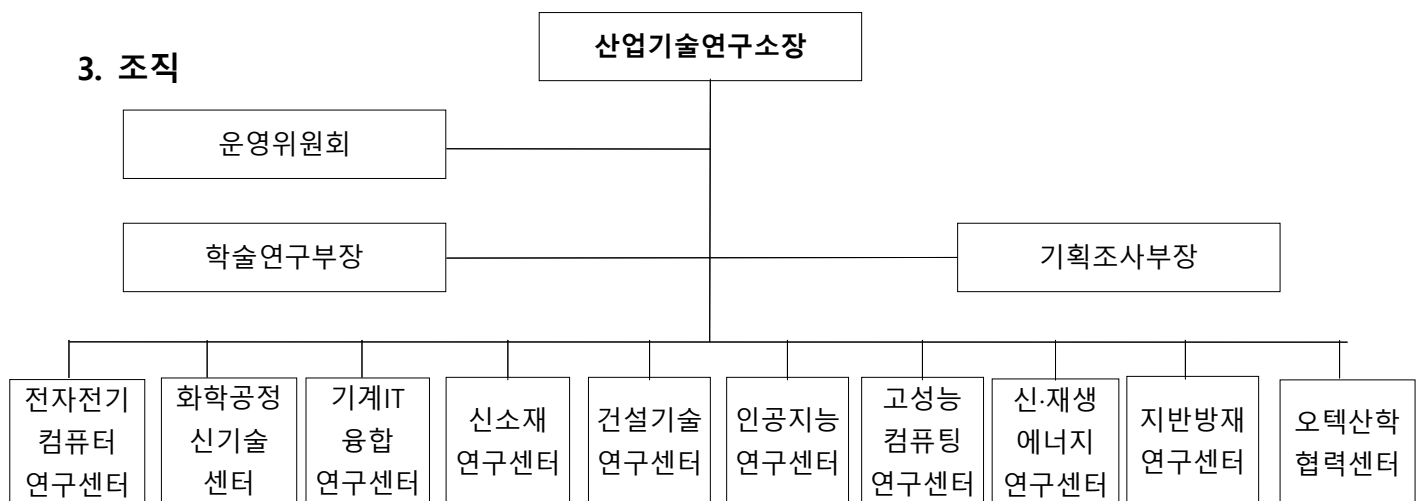 산업기술연구소장
3. 조직
운영위원회
학술연구부장
기획조사부장
전자전기
컴퓨터
연구센터
화학공정
신기술
센터
기계IT
융합
연구센터
신소재
연구센터
건설기술
연구센터
인공지능
연구센터
고성능
컴퓨팅
연구센터
신·재생
에너지
연구센터
지반방재
연구센터
오텍산학
협력센터